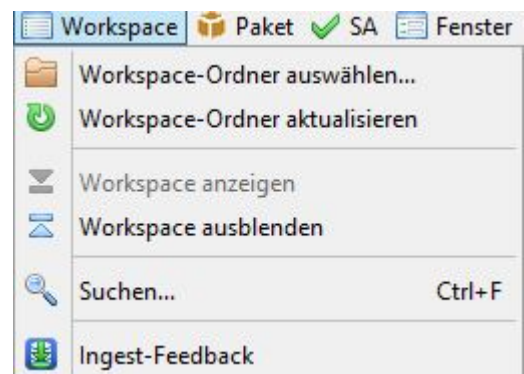 Workspace Paket SA Fenster
Workspace-Ordner auswählen...
Workspace-Ordner aktualisieren
Workspace anzeigen
Workspace ausblenden
Suchen... Ctrl+F
Ingest-Feedback